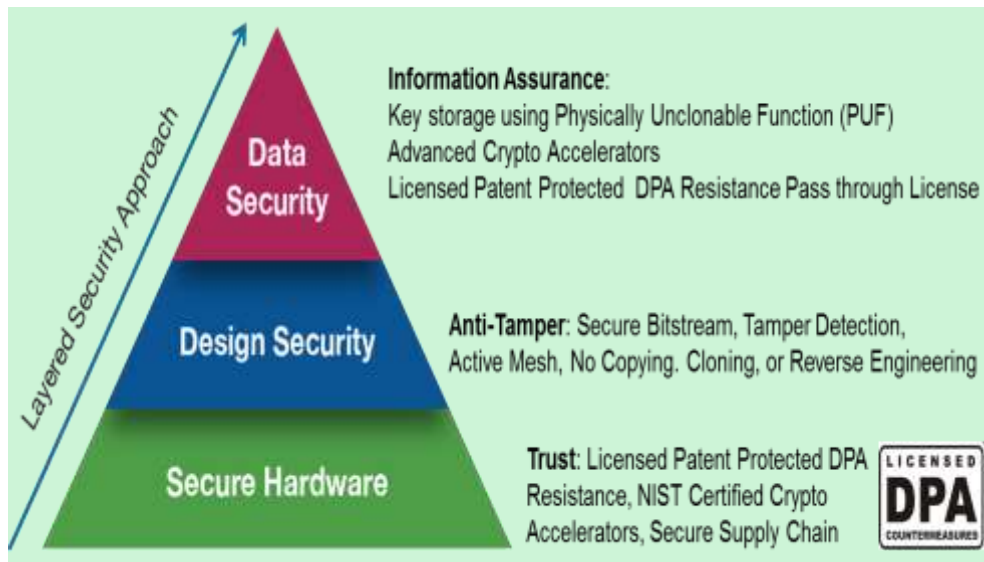 Layered Security Approach
Data
Security
Information Assurance:
Key storage using Physically Unclonable Function (PUF)
Advanced Crypto Accelerators
Licensed Patent Protected DPA Resistance Pass through License
Design Security
Anti-Tamper: Secure Bitstream, Tamper Detection,
Active Mesh, No Copying. Cloning, or Reverse Engineering
Secure Hardware
Trust: Licensed Patent Protected DPA
Resistance, NIST Certified Crypto
Accelerators, Secure Supply Chain
LICENSED
DPA
COUNTERMEASURES